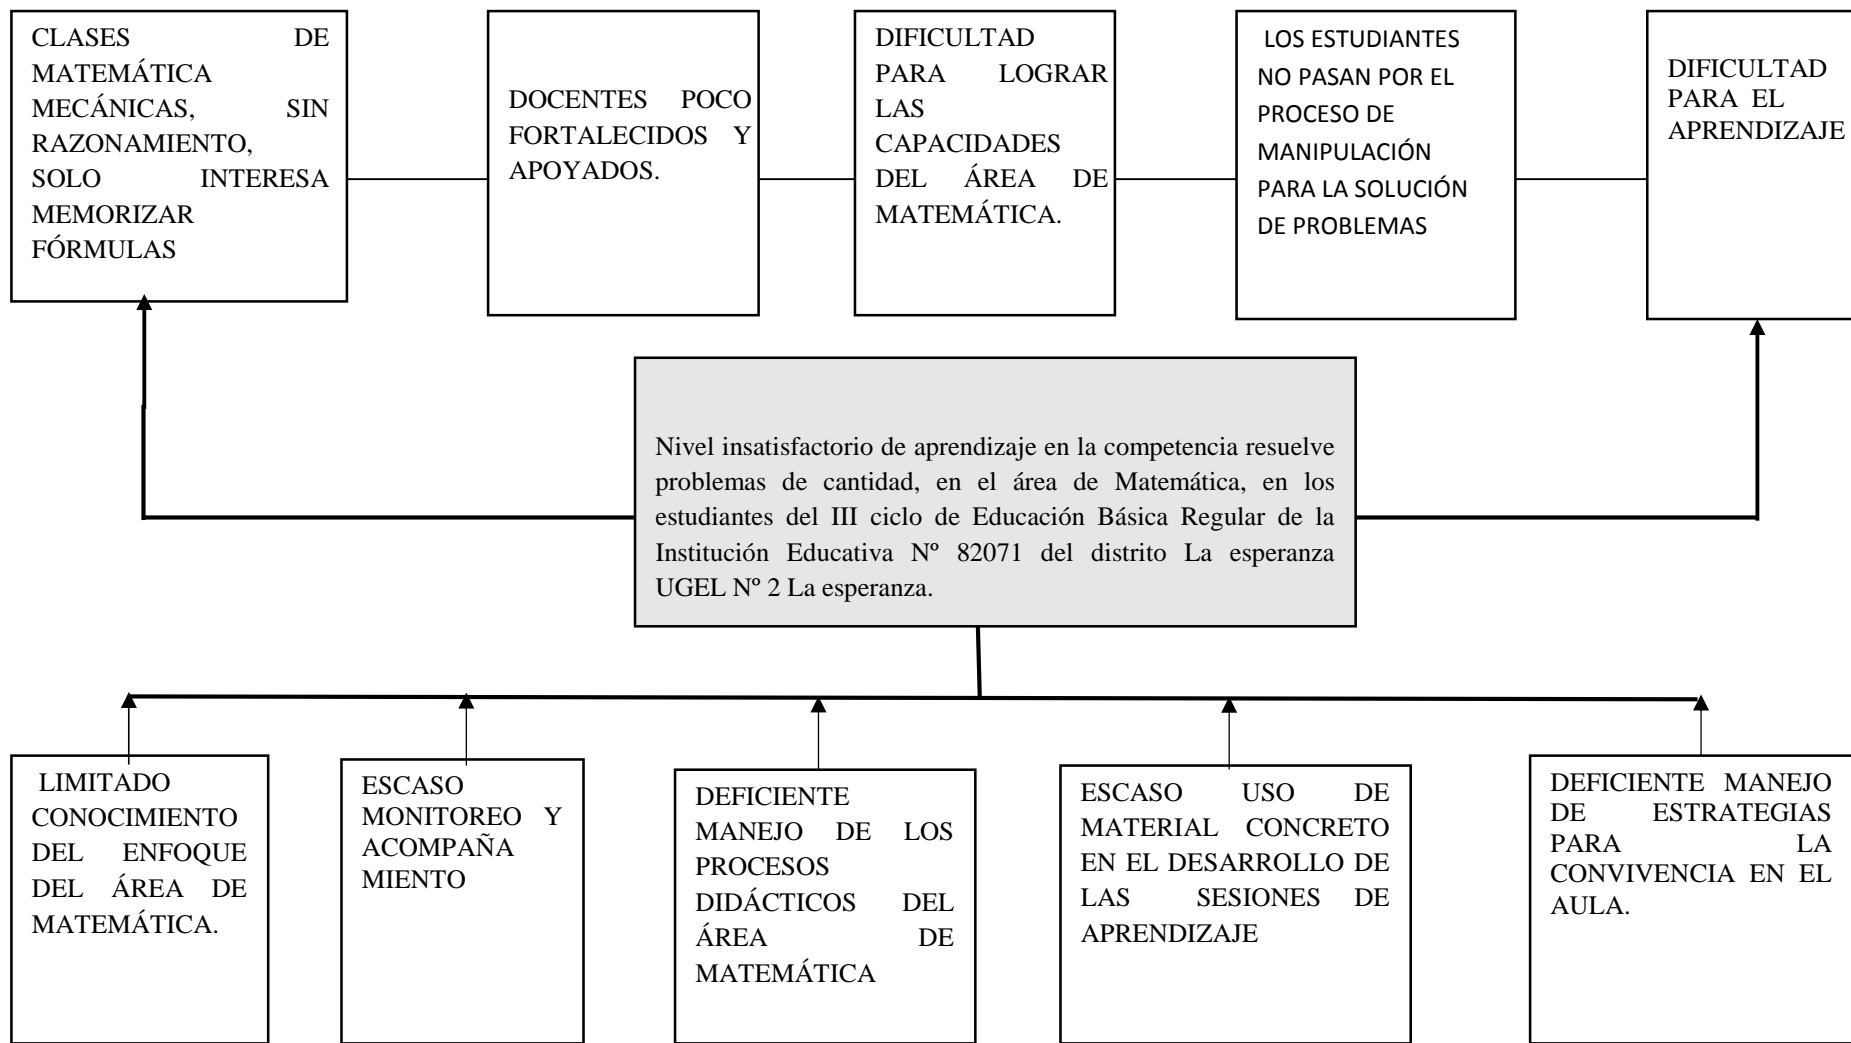 CLASES DE
MATEMÁTICA
MECÁNICAS, SIN
RAZONAMIENTO,
SOLO INTERESA
MEMORIZAR
FÓRMULAS
DOCENTES POCO
FORTALECIDOS Y
APOYADOS.
DIFICULTAD
PARA LOGRAR
LAS
CAPACIDADES
DEL ÁREA DE
MATEMÁTICA.
LOS ESTUDIANTES
NO PASAN POR EL
PROCESO DE
MANIPULACIÓN
PARA LA SOLUCIÓN
DE PROBLEMAS
DIFICULTAD
PARA EL
APRENDIZAJE
Nivel insatisfactorio de aprendizaje en la competencia resuelve
problemas de cantidad, en el área de Matemática, en los
estudiantes del III ciclo de Educación Básica Regular de la
Institución Educativa Nº 82071 del distrito La esperanza
UGEL Nº 2 La esperanza.
LIMITADO
CONOCIMIENTO
DEL ENFOQUE
DEL ÁREA DE
MATEMÁTICA.
ESCASO
MONITOREO Y
ACOMPAÑA
MIENTO
DEFICIENTE
MANEJO DE LOS
PROCESOS
DIDÁCTICOS DEL
ÁREA DE
MATEMÁTICA
ESCASO USO DE
MATERIAL CONCRETO
EN EL DESARROLLO DE
LAS SESIONES DE
APRENDIZAJE
DEFICIENTE MANEJO
DE ESTRATEGIAS
PARA LA
CONVIVENCIA EN EL
AULA.